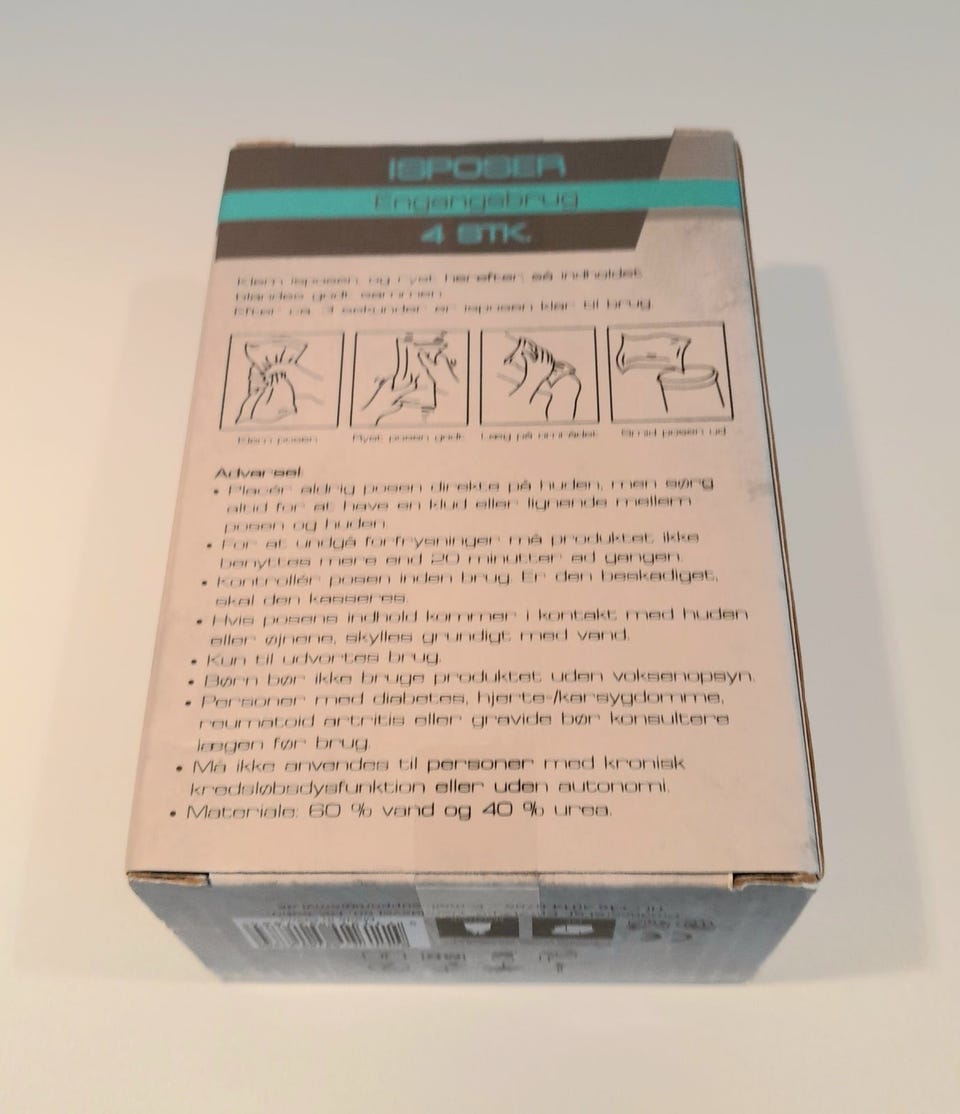 ISPOSER
Engangsbrug
4 STK.
Klem isposen, og ryst herefter, så indholdet
blandes godt sammen.
Efter ca. 3 sekunder er isposen klar til brug.
Klem posen
Ryst posen godt
Læg på området
Smid posen ud
Advarsel:
• Placér aldrig posen direkte på huden, men sørg
altid for at have en klud eller lignende mellem
posen og huden.
• For at undgå forfrysninger må produktet ikke
benyttes mere end 20 minutter ad gangen.
• Kontrollér posen inden brug. Er den beskadiget,
skal den kasseres.
• Hvis posens indhold kommer i kontakt med huden
eller øjnene, skylles grundigt med vand.
• Kun til udvortes brug.
• Børn bør ikke bruge produktet uden voksenopsyn.
• Personer med diabetes, hjerte-/karsygdomme,
reumatoid artritis eller gravide bør konsultere
lægen før brug.
• Må ikke anvendes til personer med kronisk
kredsløbsdysfunktion eller uden autonomi.
• Materiale: 60 % vand og 40 % urea.